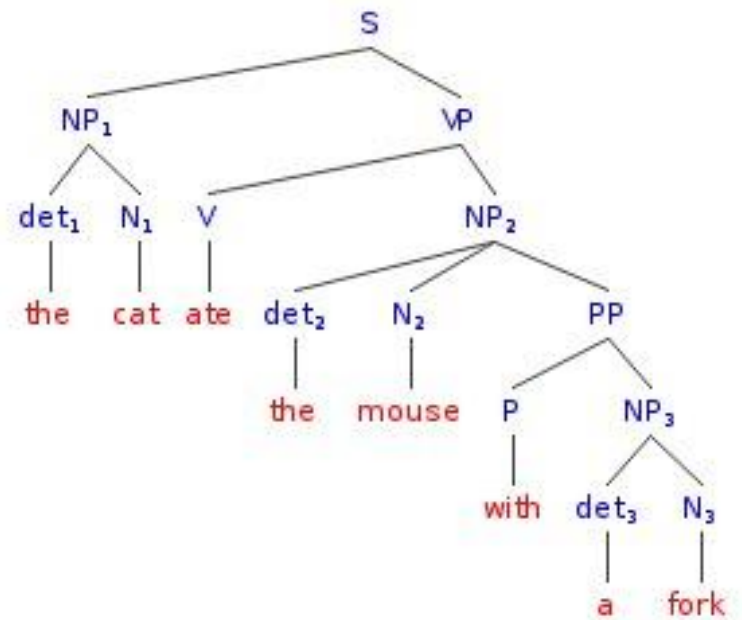 S
NP₁ VP
det₁ N₁ V NP₂
the cat ate det₂ N₂ PP
the mouse P NP₃
with det₃ N₃
a fork